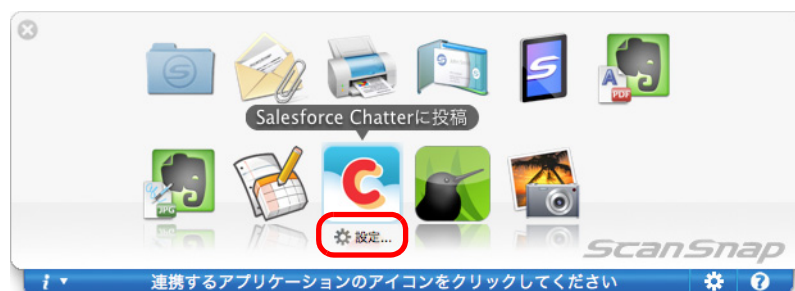 S
S
A
PDF
Salesforce Chatterに投稿
JPG
C
設定...
ScanSnap
i
連携するアプリケーションのアイコンをクリックしてください
?